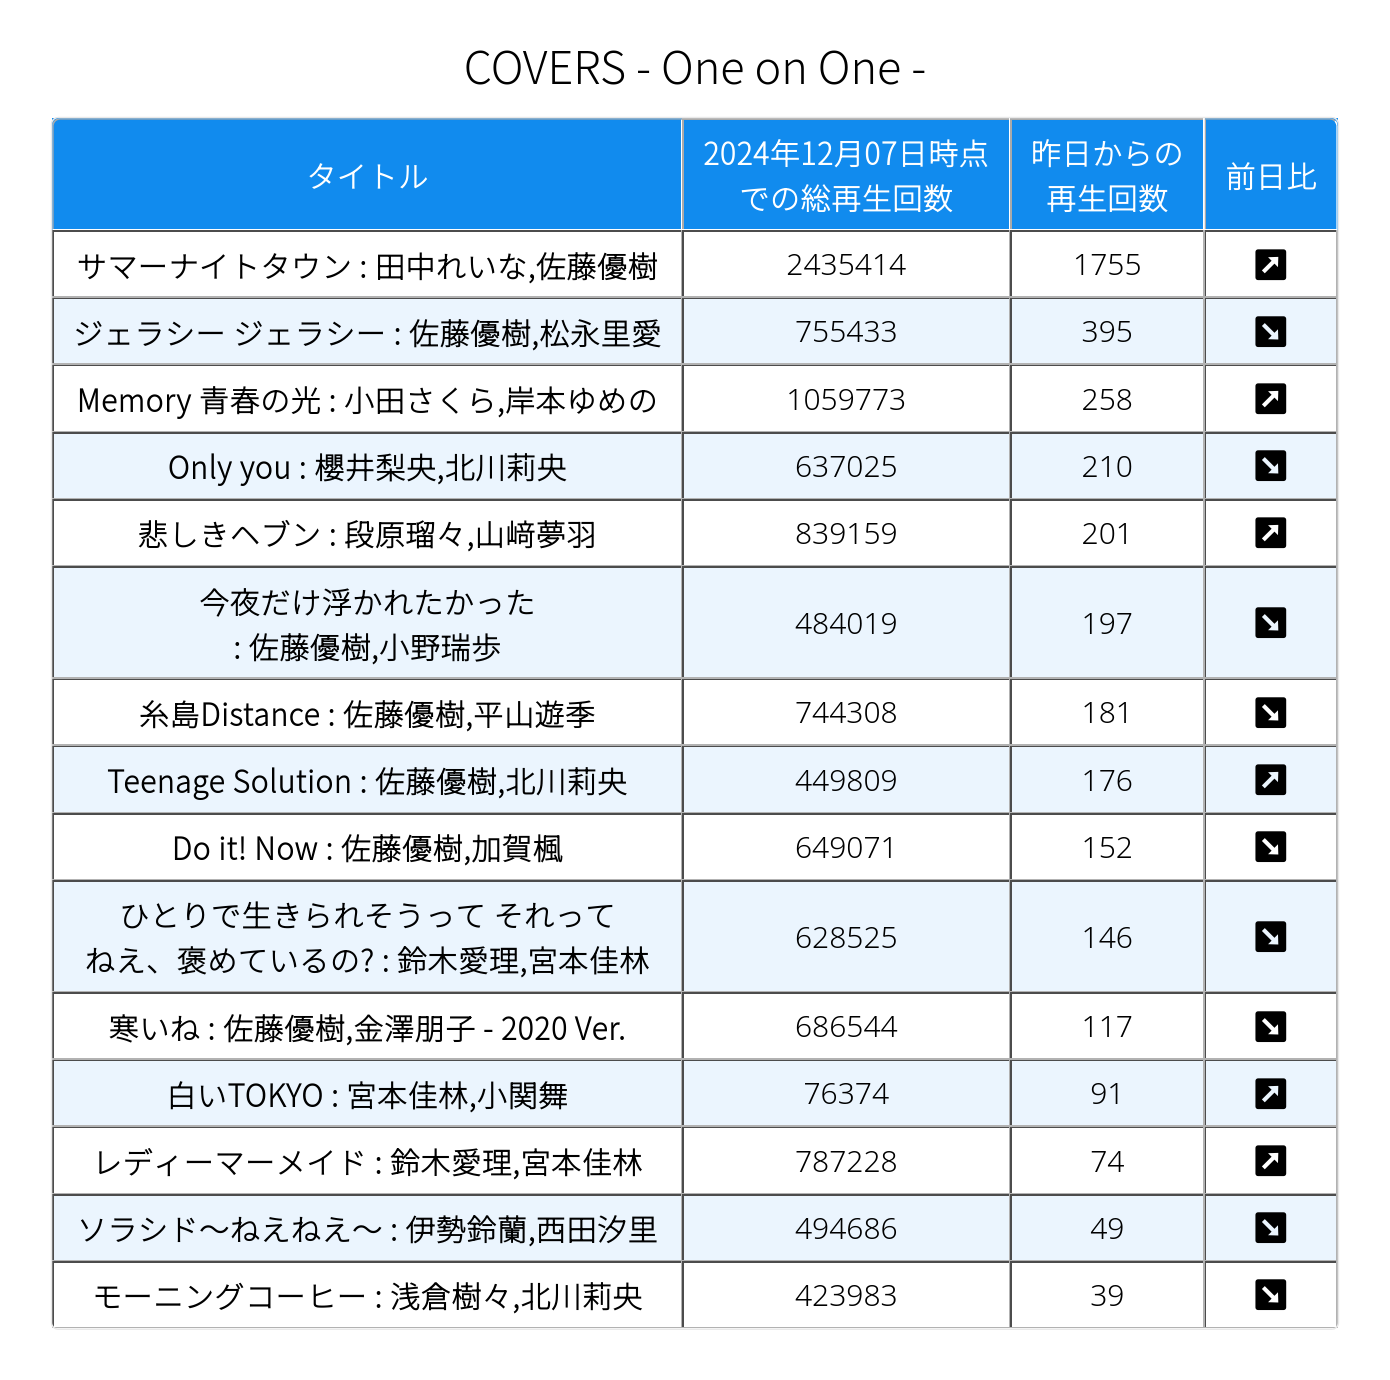 COVERS - One on One -
タイトル
2024年12月07日時点
での総再生回数
昨日からの
再生回数
前日比
サマーナイトタウン : 田中れいな,佐藤優樹 2435414 1755 ↗
ジェラシー ジェラシー : 佐藤優樹,松永里愛 755433 395 ↘
Memory 青春の光 : 小田さくら,岸本ゆめの 1059773 258 ↗
Only you : 櫻井梨央,北川莉央 637025 210 ↘
悲しきヘブン : 段原瑠々,山﨑夢羽 839159 201 ↗
今夜だけ浮かれたかった
: 佐藤優樹,小野瑞歩 484019 197 ↘
糸島Distance : 佐藤優樹,平山遊季 744308 181 ↘
Teenage Solution : 佐藤優樹,北川莉央 449809 176 ↗
Do it! Now : 佐藤優樹,加賀楓 649071 152 ↘
ひとりで生きられそうって それって
ねえ、褒めているの? : 鈴木愛理,宮本佳林 628525 146 ↘
寒いね : 佐藤優樹,金澤朋子 - 2020 Ver. 686544 117 ↘
白いTOKYO : 宮本佳林,小関舞 76374 91 ↗
レディーマーメイド : 鈴木愛理,宮本佳林 787228 74 ↗
ソラシド〜ねえねえ〜 : 伊勢鈴蘭,西田汐里 494686 49 ↘
モーニングコーヒー : 浅倉樹々,北川莉央 423983 39 ↘